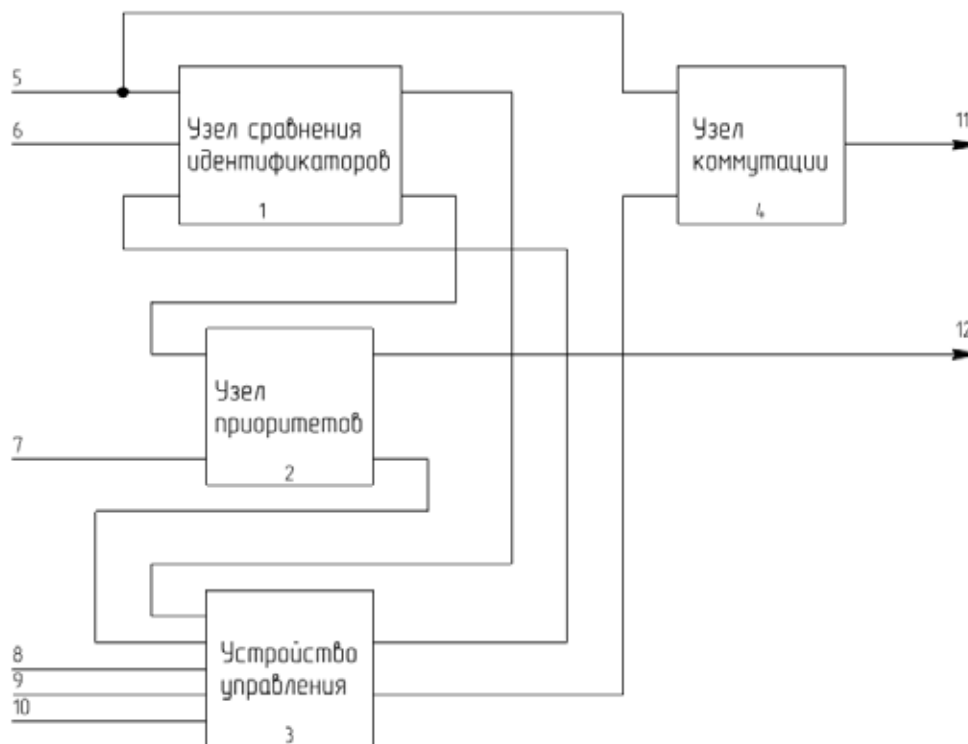 5
6
Узел сравнения
идентификаторов
1
Узел
коммутации
4
11
12
Узел
приоритетов
2
7
8
9
10
Устройство
управления
3